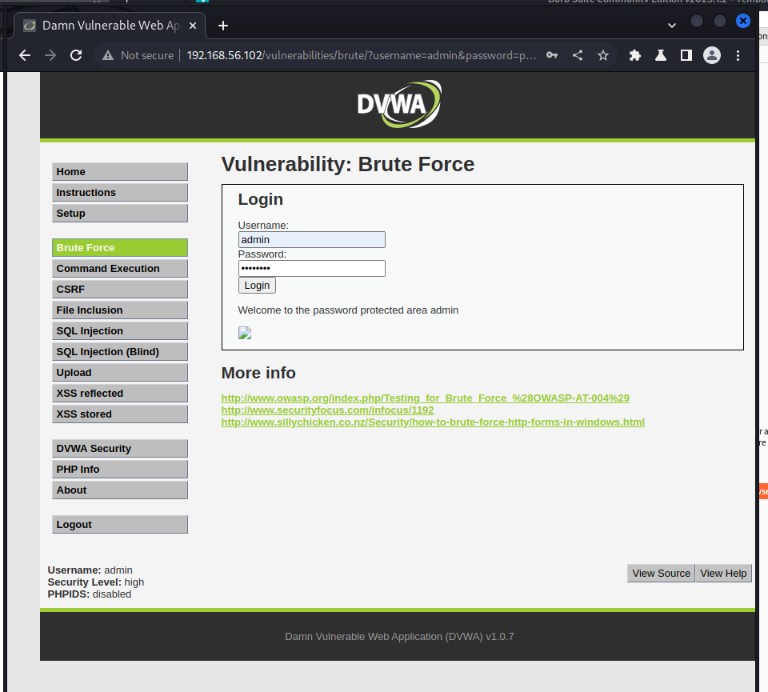 Damn Vulnerable Web Ap
Not secure
192.168.56.102/vulnerabilities/brute/?username=admin&password=p...
DVWA
Home
Instructions
Setup
Brute Force
Command Execution
CSRF
File Inclusion
SQL Injection
SQL Injection (Blind)
Upload
XSS reflected
XSS stored
DVWA Security
PHP Info
About
Logout
Vulnerability: Brute Force
Login
Username:
admin
Password:
••••••••
Login
Welcome to the password protected area admin
More info
http://www.owasp.org/index.php/Testing_for_Brute_Force_%28OWASP-AT-004%29
http://www.securityfocus.com/infocus/1192
http://www.sillychicken.co.nz/Security/how-to-brute-force-http-forms-in-windows.html
Username: admin
Security Level: high
PHPIDS: disabled
View Source
View Help
Damn Vulnerable Web Application (DVWA) v1.0.7